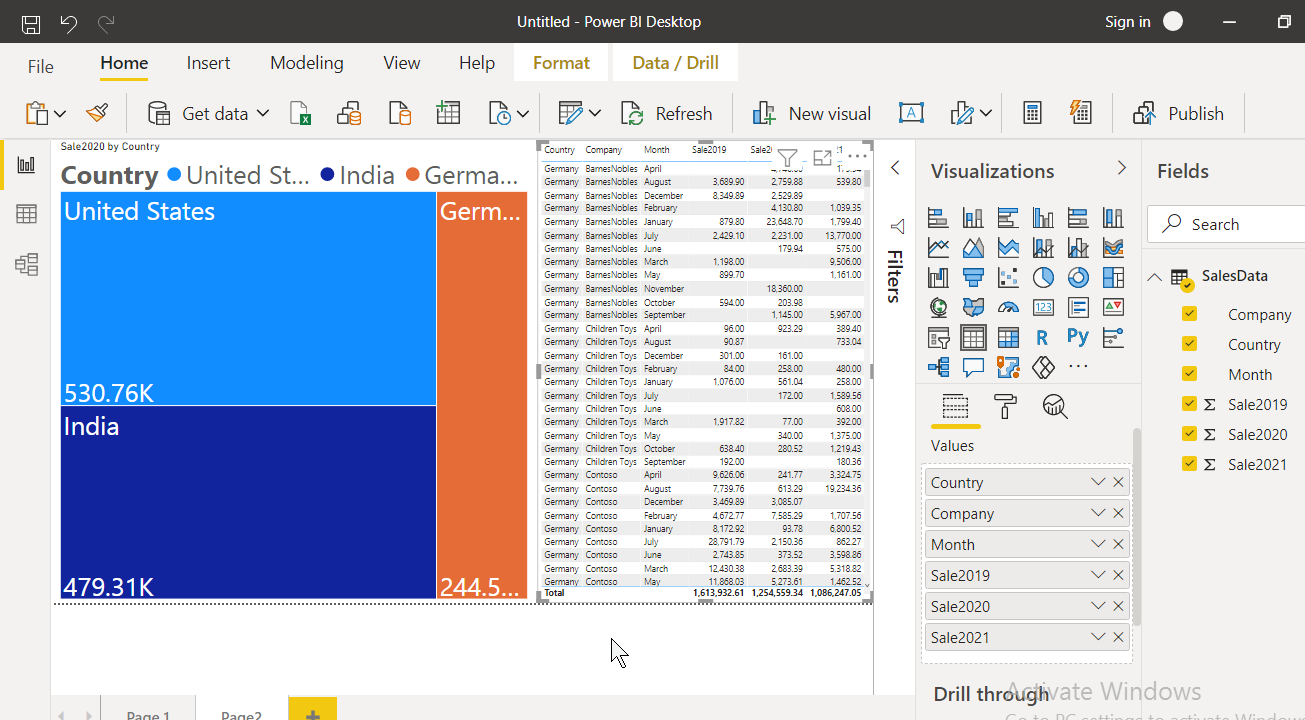 Untitled - Power BI Desktop
Sign in
File Home Insert Modeling View Help Format Data / Drill
Get data Refresh New visual Publish
Sale2020 by Country
Country United St... India Germa...
United States
530.76K
India
479.31K
Germ...
244.5...
Country Company Month Sale2019
Germany BarnesNobles April
Germany BarnesNobles August 3,689.90 2,759.88 539.80
Germany BarnesNobles December 8,349.89 2,529.89
Germany BarnesNobles February 4,130.80 1,039.35
Germany BarnesNobles January 879.80 23,648.70 1,799.40
Germany BarnesNobles July 2,429.10 2,231.00 13,770.00
Germany BarnesNobles June 179.94 575.00
Germany BarnesNobles March 1,198.00 9,506.00
Germany BarnesNobles May 899.70 1,161.00
Germany BarnesNobles November 18,360.00
Germany BarnesNobles October 594.00 203.98
Germany BarnesNobles September 1,145.00 5,967.00
Germany Children Toys April 96.00 923.29 389.40
Germany Children Toys August 90.87 733.04
Germany Children Toys December 301.00 161.00
Germany Children Toys February 84.00 258.00 480.00
Germany Children Toys January 1,076.00 561.04 258.00
Germany Children Toys July 172.00 1,589.56
Germany Children Toys June 608.00
Germany Children Toys March 1,917.82 77.00 392.00
Germany Children Toys May 340.00 1,375.00
Germany Children Toys October 638.40 280.52 1,219.43
Germany Children Toys September 192.00 180.36
Germany Contoso April 9,626.06 241.77 3,324.75
Germany Contoso August 7,739.76 613.29 19,234.36
Germany Contoso December 3,469.89 3,085.07
Germany Contoso February 4,672.77 7,585.29 1,707.56
Germany Contoso January 8,172.92 93.78 6,800.52
Germany Contoso July 28,791.79 2,150.36 862.27
Germany Contoso June 2,743.85 373.52 3,598.86
Germany Contoso March 12,430.38 2,683.39 5,318.82
Germany Contoso May 11,868.03 5,273.61 1,462.52
Total 1,613,932.61 1,254,559.34 1,086,247.05
Filters
Visualizations
123
R Py
Values
Country
Company
Month
Sale2019
Sale2020
Sale2021
Drill through
Fields
Search
SalesData
Company
Country
Month
Σ Sale2019
Σ Sale2020
Σ Sale2021
Activate Windows
Go to PC settings to activate Windows
Page 1 Page2 +